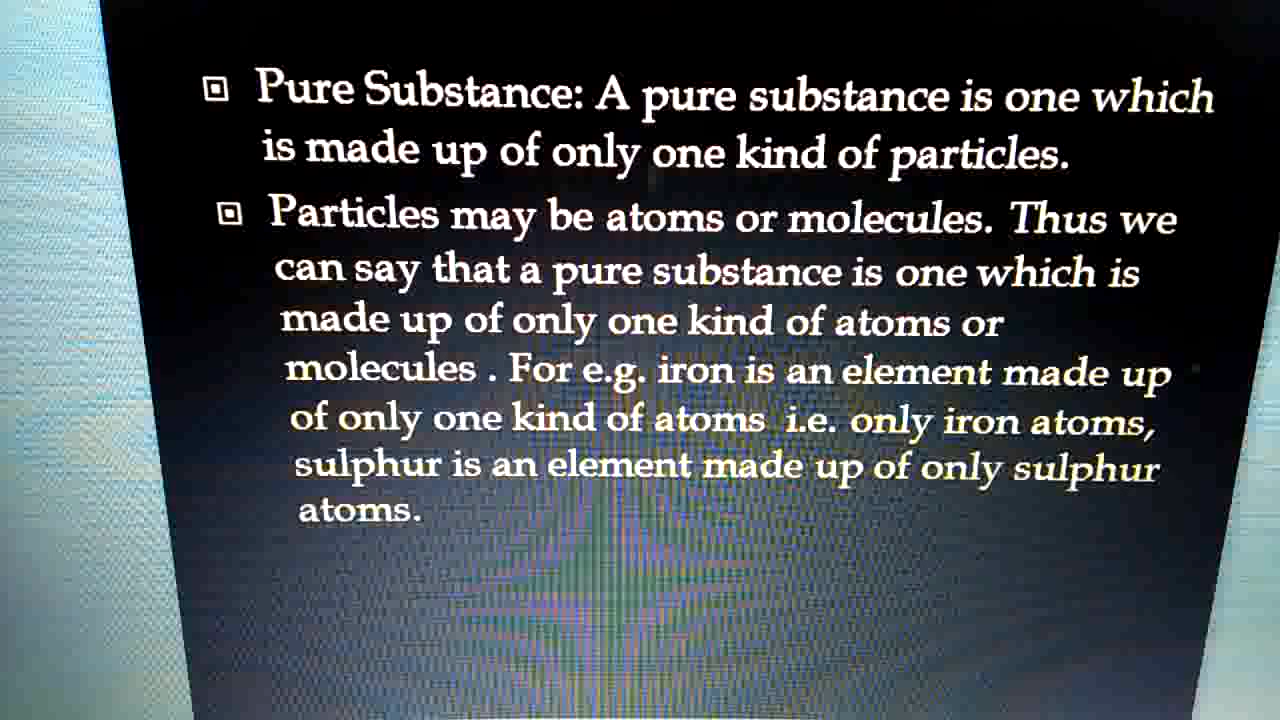 Pure Substance: A pure substance is one which
is made up of only one kind of particles.
Particles may be atoms or molecules. Thus we
can say that a pure substance is one which is
made up of only one kind of atoms or
molecules . For e.g. iron is an element made up
of only one kind of atoms i.e. only iron atoms,
sulphur is an element made up of only sulphur
atoms.